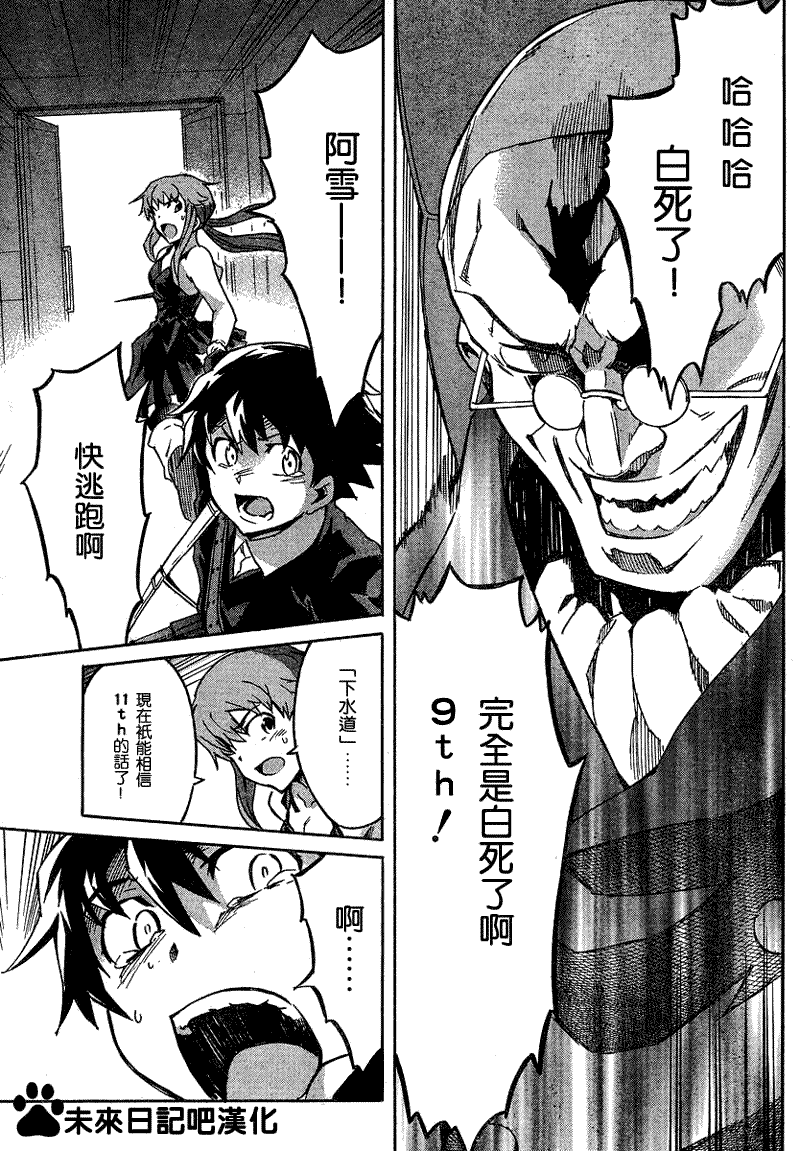 哈哈哈
白死了！
完全是白死了啊
9th！
阿雪——！
快逃跑啊
「下水道」……
現在祇能相信
11th的話了！
啊……
未來日記吧漢化